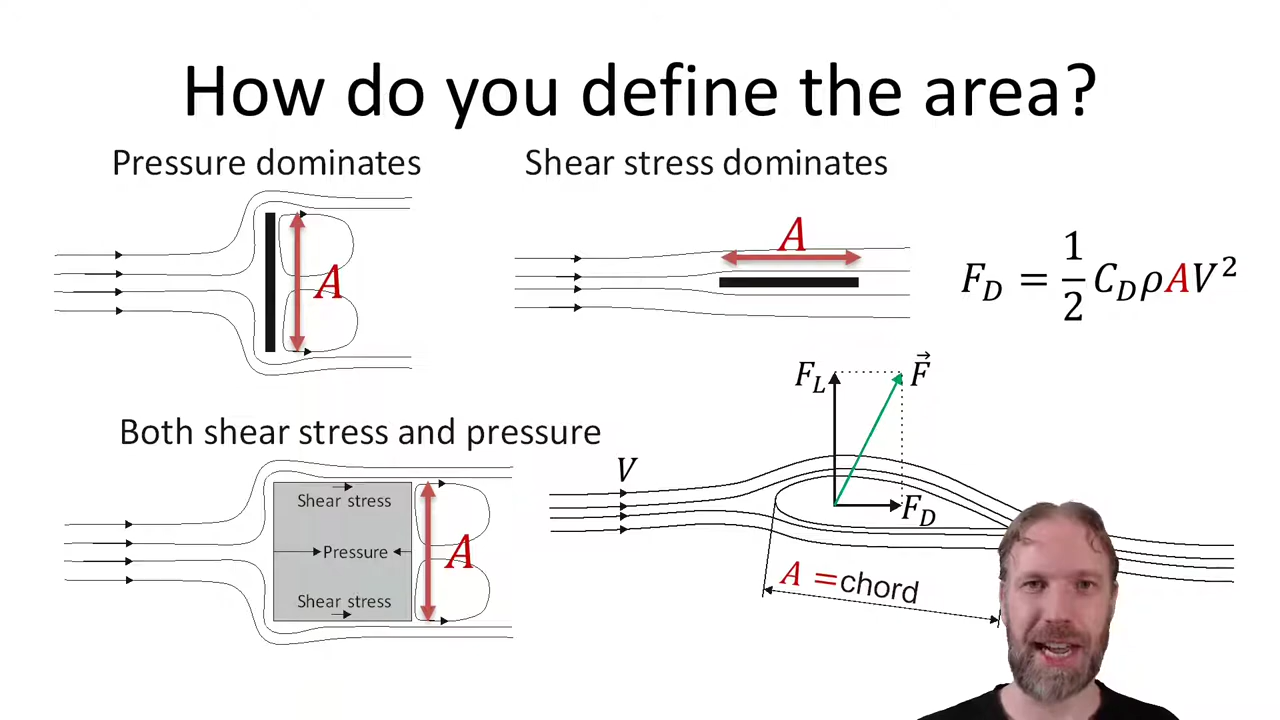 How do you define the area?
Pressure dominates
A
Shear stress dominates
A
F_D = 1/2 C_D ρAV²
Both shear stress and pressure
Shear stress
Pressure
Shear stress
A
V
F_L
F⃗
F_D
A =chord